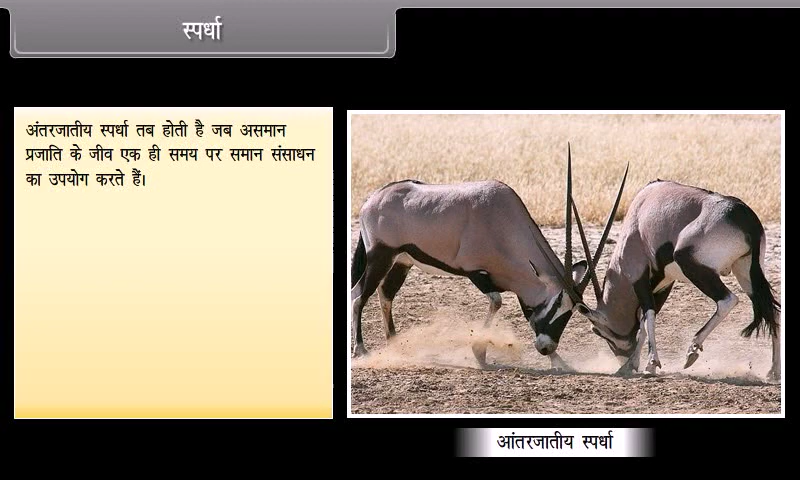 स्पर्धा
अंतरजातीय स्पर्धा तब होती है जब असमान
प्रजाति के जीव एक ही समय पर समान संसाधन
का उपयोग करते हैं।
आंतरजातीय स्पर्धा